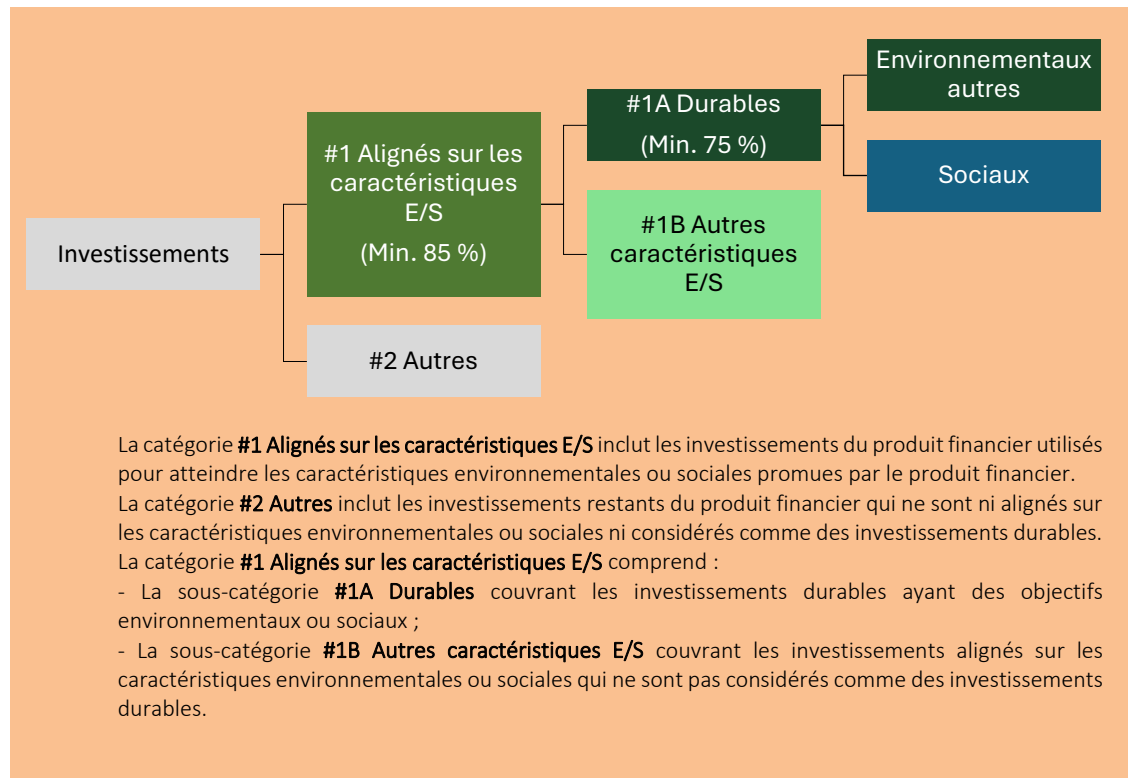 Environnementaux
autres
#1A Durables
(Min. 75 %)
Sociaux
#1 Alignés sur les
caractéristiques
E/S
(Min. 85 %)
#1B Autres
caractéristiques
E/S
Investissements
#2 Autres
La catégorie #1 Alignés sur les caractéristiques E/S inclut les investissements du produit financier utilisés
pour atteindre les caractéristiques environnementales ou sociales promues par le produit financier.
La catégorie #2 Autres inclut les investissements restants du produit financier qui ne sont ni alignés sur
les caractéristiques environnementales ou sociales ni considérés comme des investissements durables.
La catégorie #1 Alignés sur les caractéristiques E/S comprend :
- La sous-catégorie #1A Durables couvrant les investissements durables ayant des objectifs
environnementaux ou sociaux ;
- La sous-catégorie #1B Autres caractéristiques E/S couvrant les investissements alignés sur les
caractéristiques environnementales ou sociales qui ne sont pas considérés comme des investissements
durables.